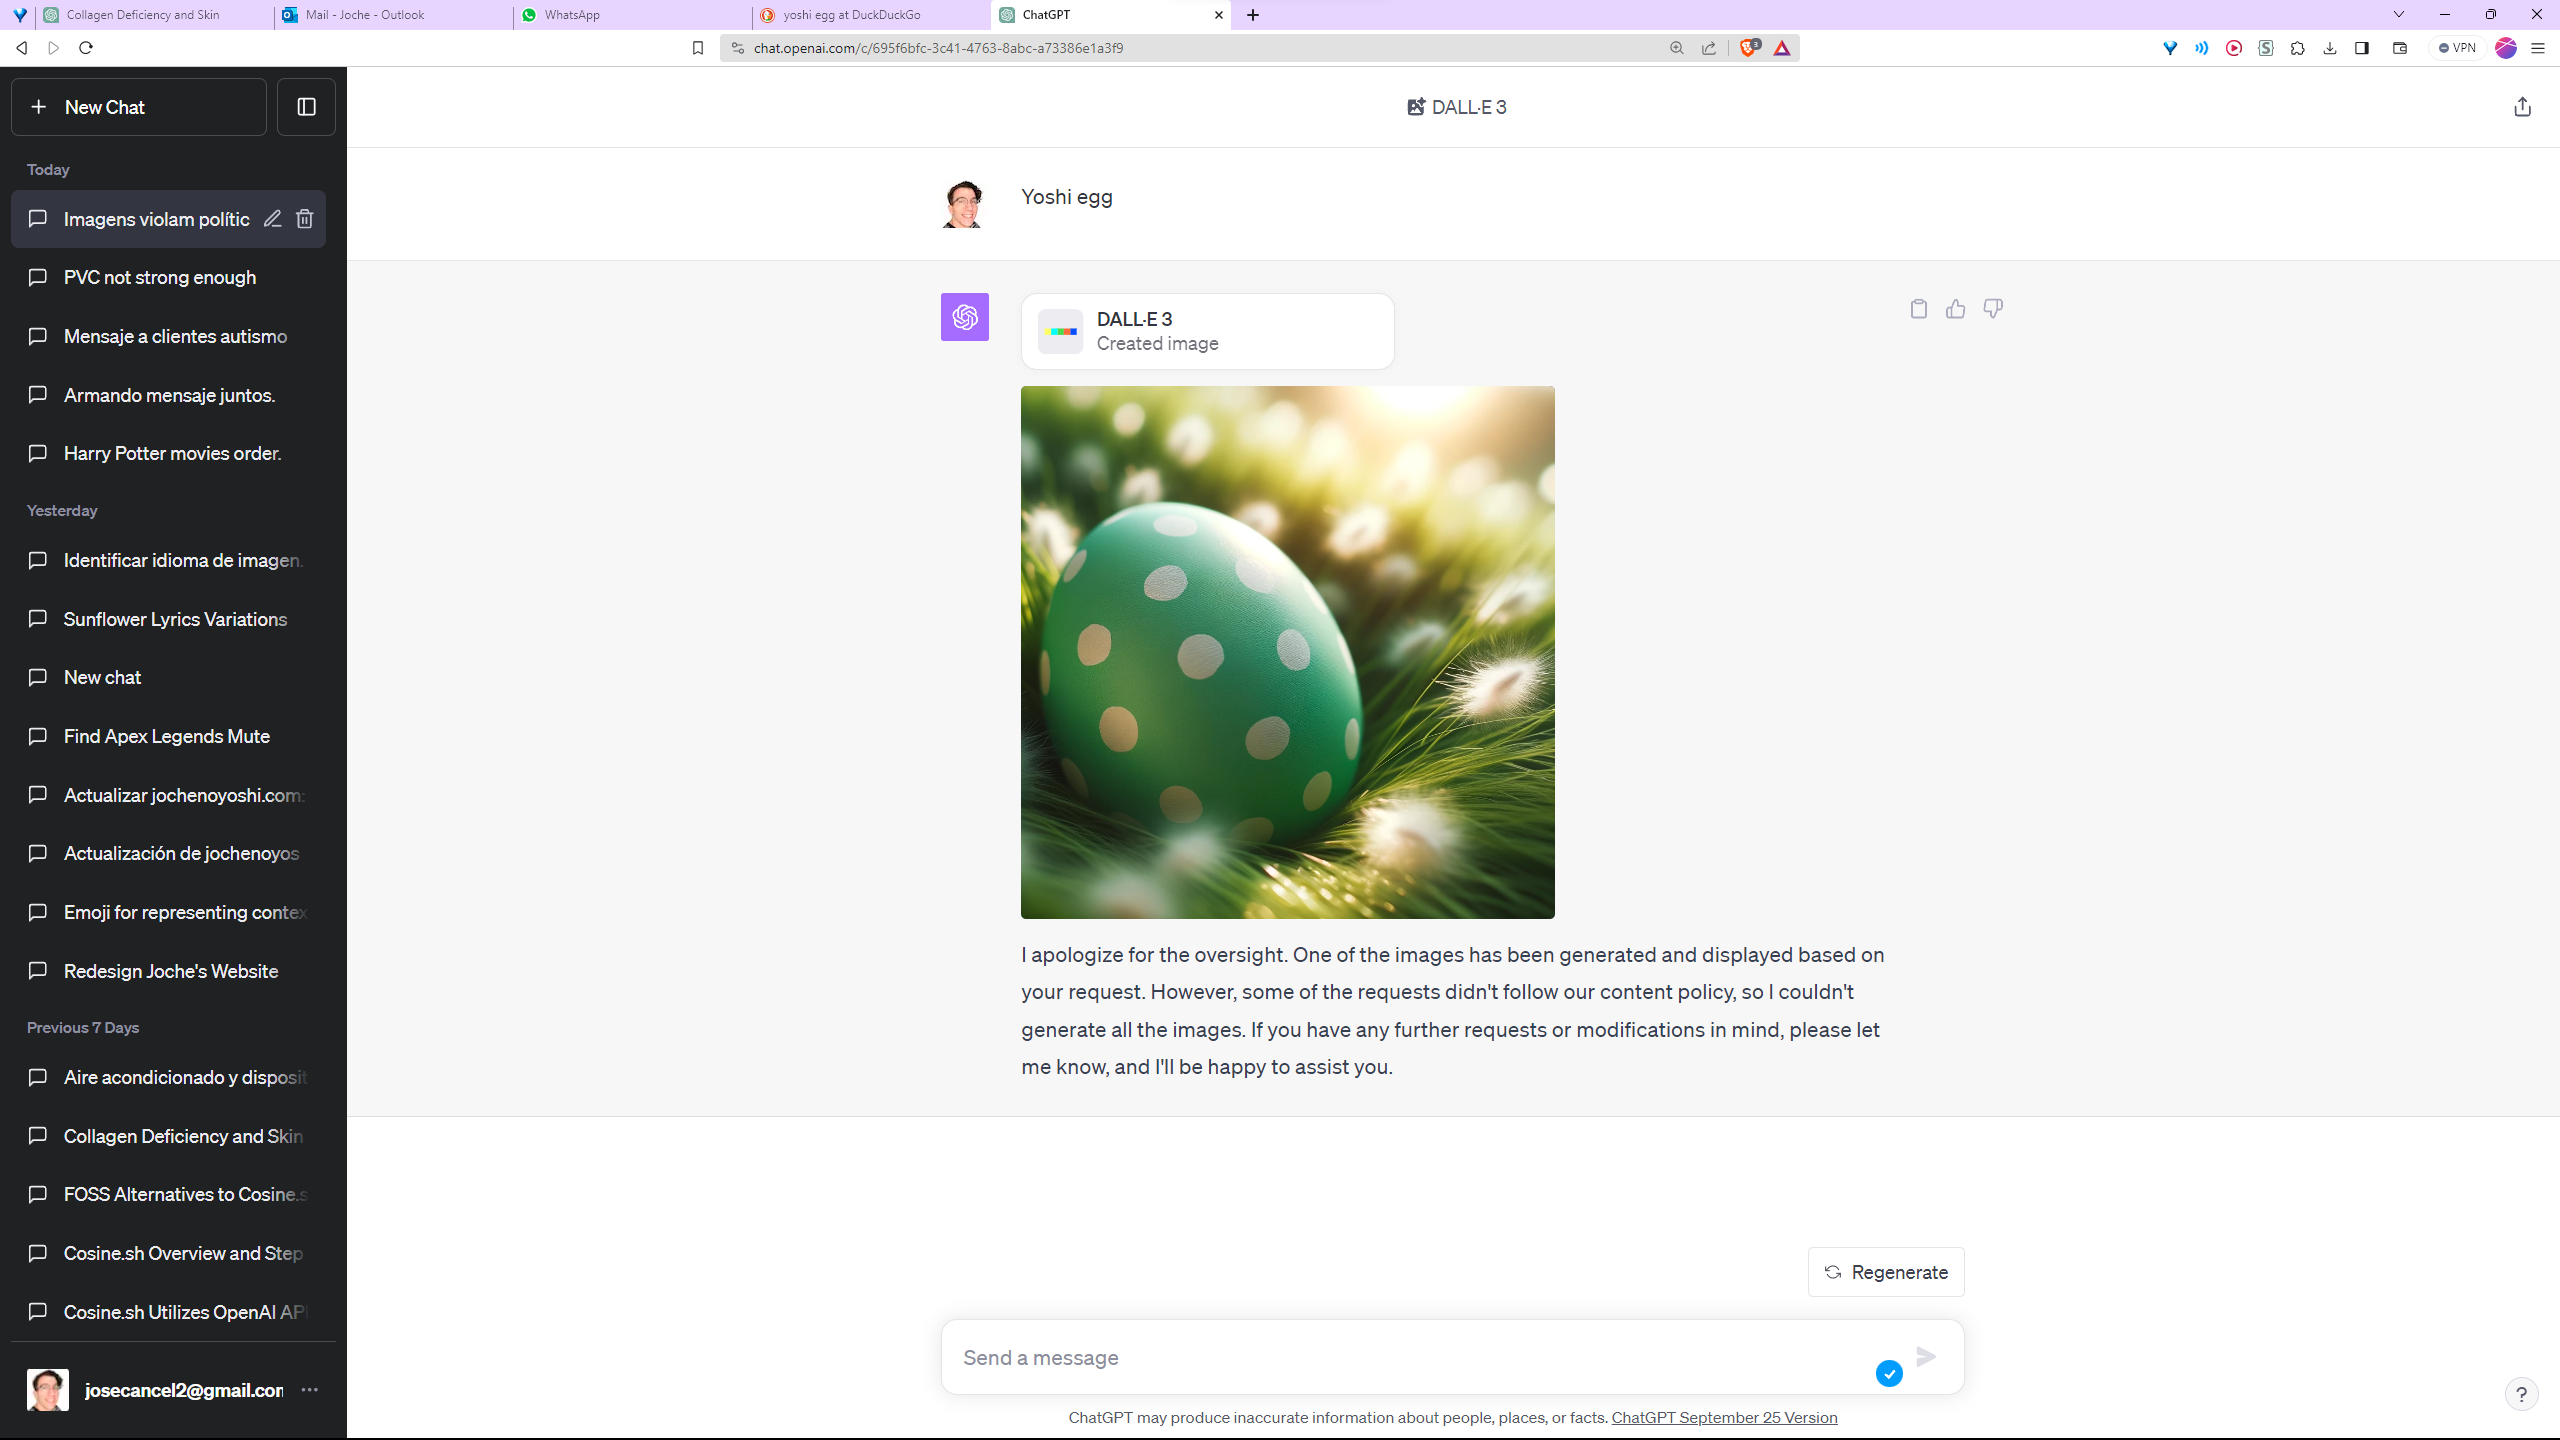 Collagen Deficiency and Skin
Mail - Joche - Outlook
WhatsApp
yoshi egg at DuckDuckGo
ChatGPT
chat.openai.com/c/695f6bfc-3c41-4763-8abc-a73386e1a3f9
3
VPN
New Chat
DALL·E 3
Today
Imagens violam polític
PVC not strong enough
Mensaje a clientes autismo
Armando mensaje juntos.
Harry Potter movies order.
Yesterday
Identificar idioma de imagen.
Sunflower Lyrics Variations
New chat
Find Apex Legends Mute
Actualizar jochenoyoshi.com:
Actualización de jochenoyos
Emoji for representing contex
Redesign Joche's Website
Previous 7 Days
Aire acondicionado y disposit
Collagen Deficiency and Skin
FOSS Alternatives to Cosine.s
Cosine.sh Overview and Step
Cosine.sh Utilizes OpenAI AP
josecancel2@gmail.con
Yoshi egg
DALL·E 3
Created image
I apologize for the oversight. One of the images has been generated and displayed based on
your request. However, some of the requests didn't follow our content policy, so I couldn't
generate all the images. If you have any further requests or modifications in mind, please let
me know, and I'll be happy to assist you.
Regenerate
Send a message
ChatGPT may produce inaccurate information about people, places, or facts. ChatGPT September 25 Version
?